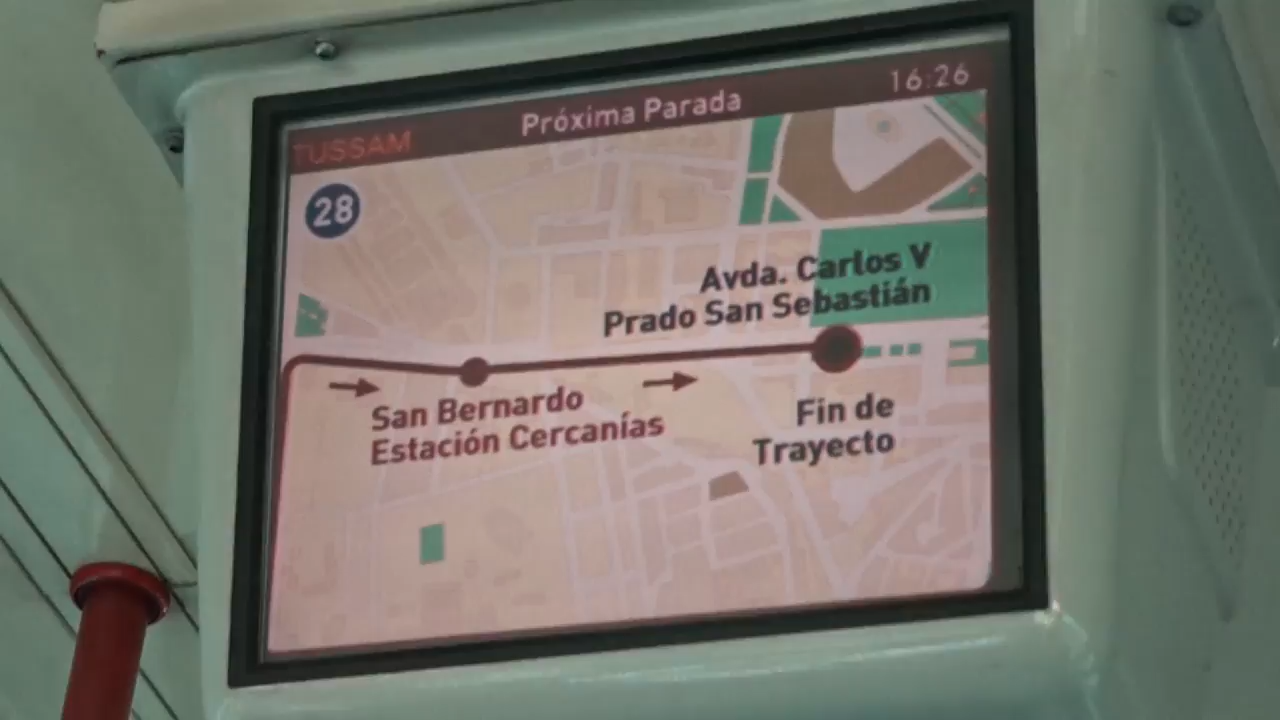 TUSSAM
Próxima Parada
16:26
28
Avda. Carlos V
Prado San Sebastián
San Bernardo
Estación Cercanías
Fin de
Trayecto